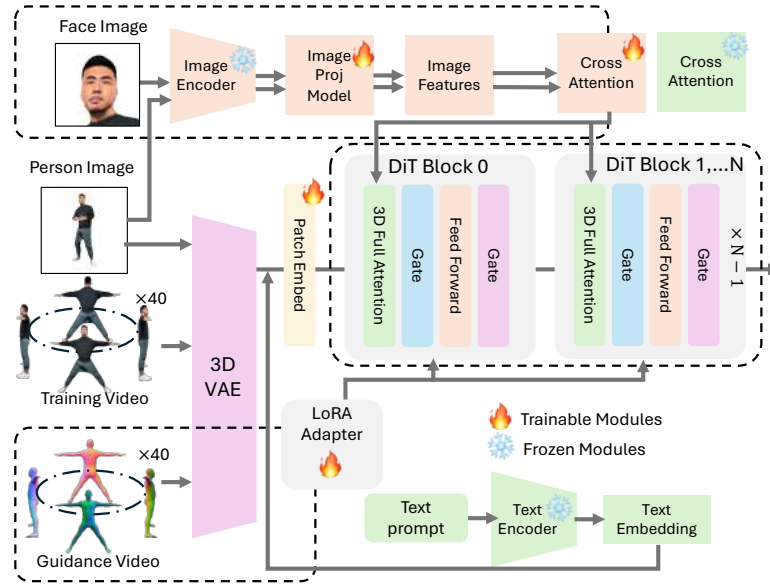 Face Image
Image
Encoder
Image
Proj
Model
Image
Features
Cross
Attention
Cross
Attention
Person Image
DiT Block 0
DiT Block 1,...N
Patch Embed
3D Full Attention
Gate
Feed Forward
Gate
3D Full Attention
Gate
Feed Forward
Gate
×N−1
×40
Training Video
3D
VAE
LoRA
Adapter
Trainable Modules
Frozen Modules
×40
Guidance Video
Text
prompt
Text
Encoder
Text
Embedding